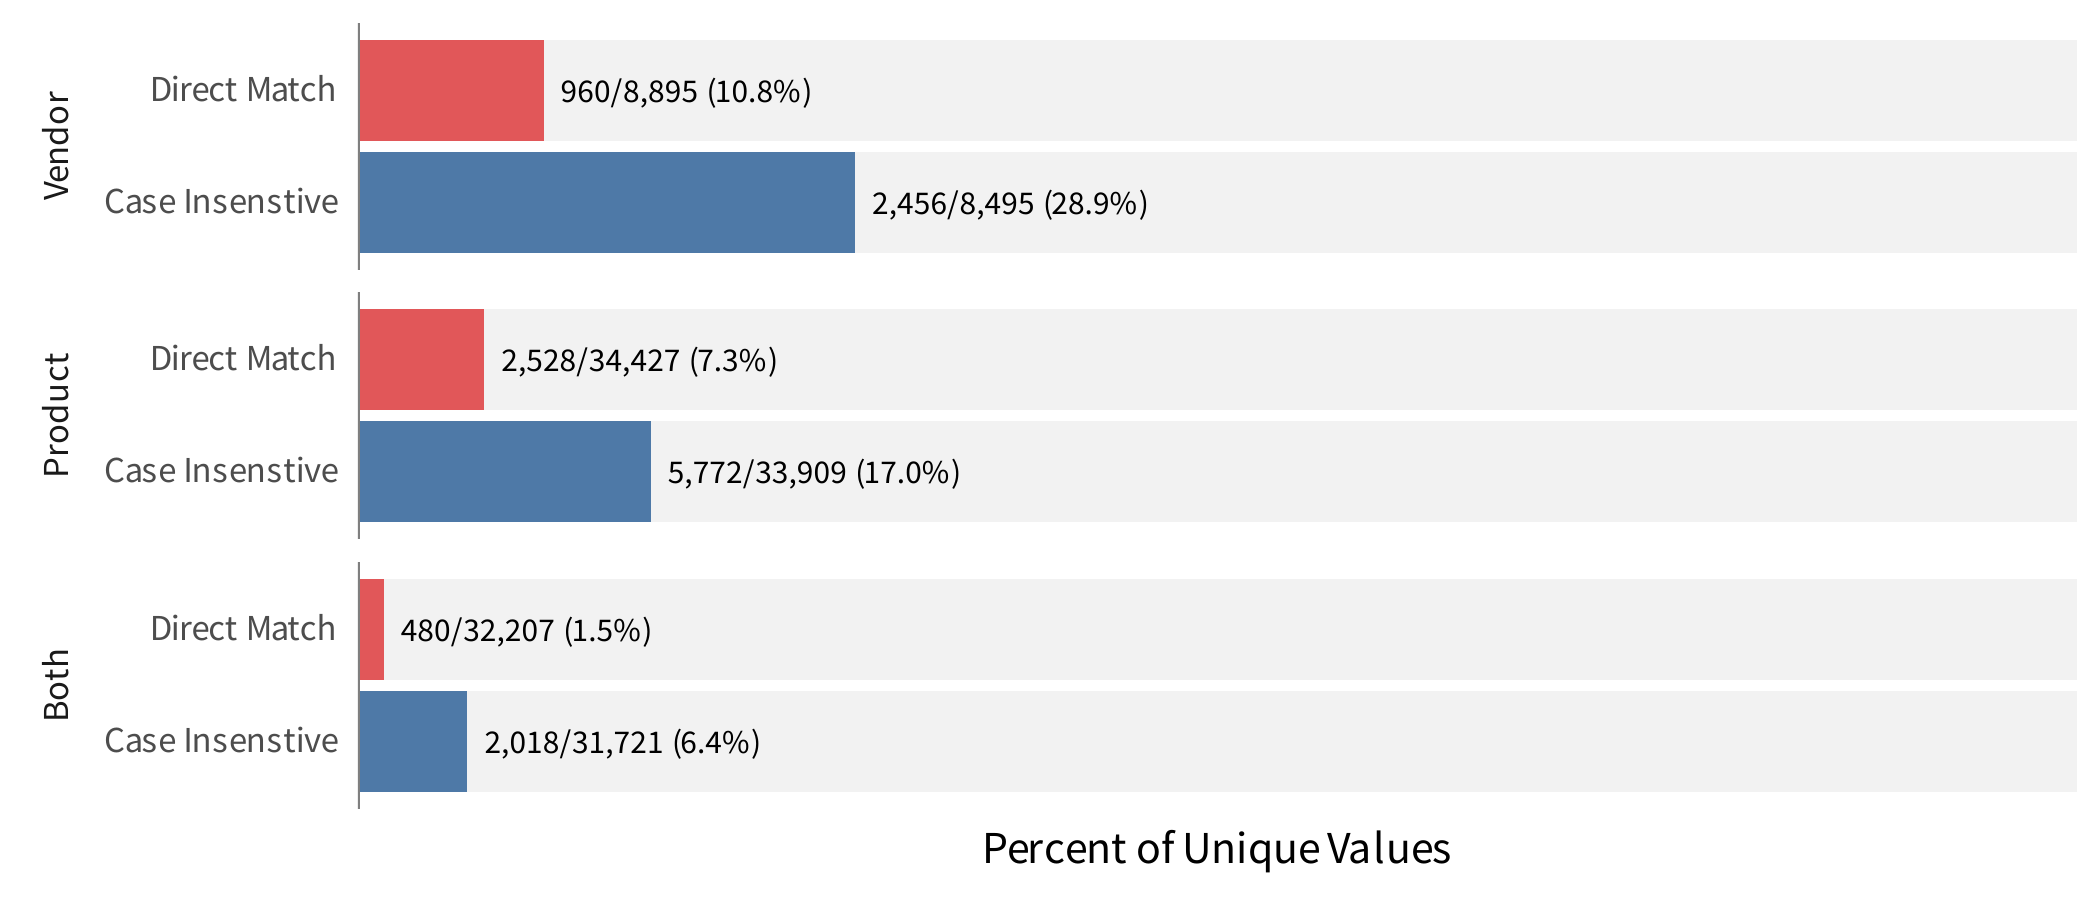 Vendor
Direct Match
960/8,895 (10.8%)
Case Insenstive
2,456/8,495 (28.9%)
Product
Direct Match
2,528/34,427 (7.3%)
Case Insenstive
5,772/33,909 (17.0%)
Both
Direct Match
480/32,207 (1.5%)
Case Insenstive
2,018/31,721 (6.4%)
Percent of Unique Values